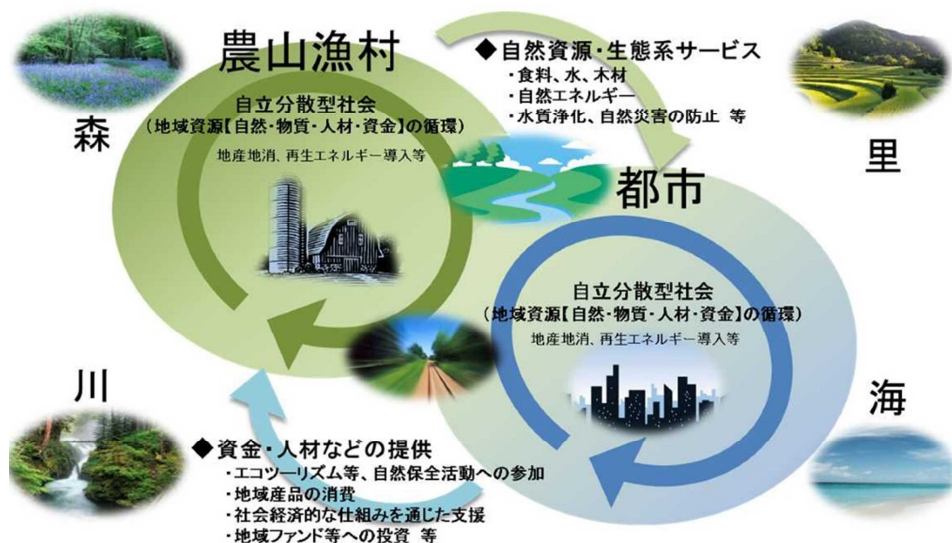 農山漁村
◆自然資源・生態系サービス
・食料、水、木材
・自然エネルギー
・水質浄化、自然災害の防止 等
森
里
自立分散型社会
(地域資源【自然・物質・人材・資金】の循環)
地産地消、再生エネルギー導入等
都市
自立分散型社会
(地域資源【自然・物質・人材・資金】の循環)
地産地消、再生エネルギー導入等
川
海
◆資金・人材などの提供
・エコツーリズム等、自然保全活動への参加
・地域産品の消費
・社会経済的な仕組みを通じた支援
・地域ファンド等への投資 等